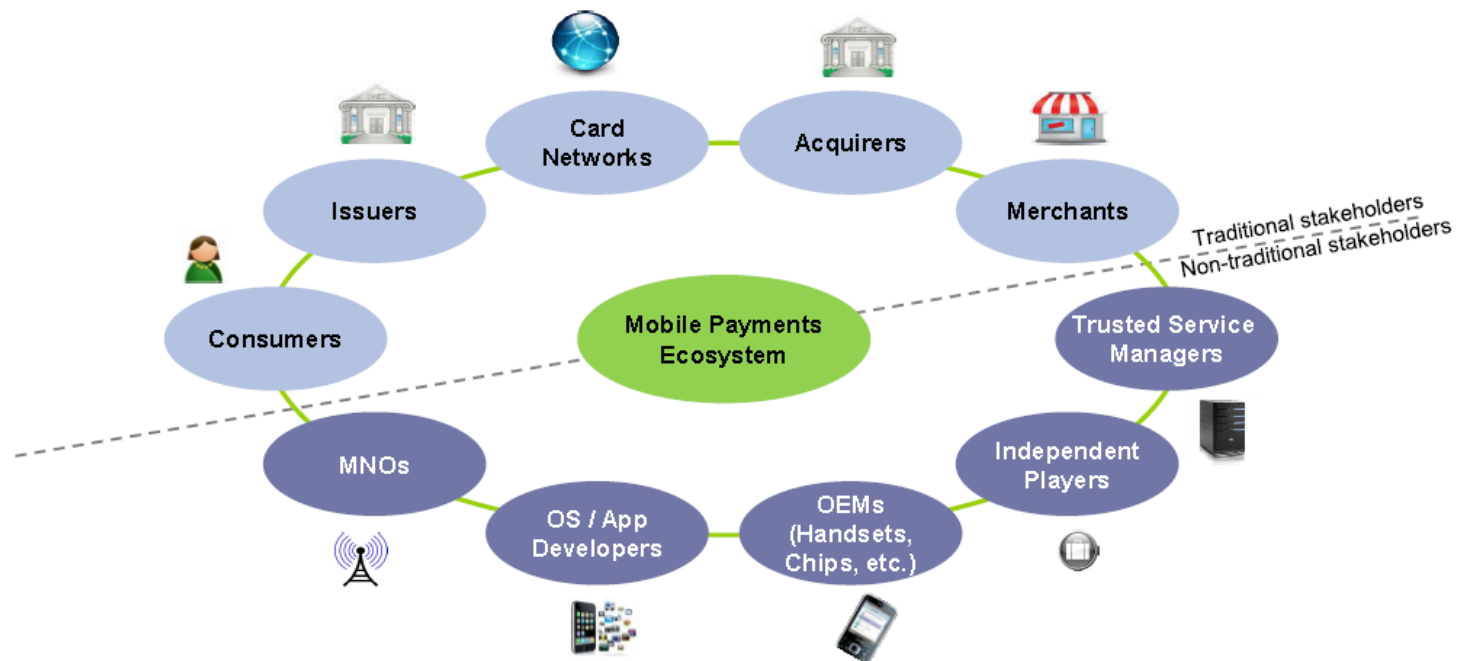 Card
Networks
Acquirers
Issuers
Merchants
Traditional stakeholders
Non-traditional stakeholders
Consumers
Mobile Payments
Ecosystem
Trusted Service
Managers
MNOs
Independent
Players
OS / App
Developers
OEMs
(Handsets,
Chips, etc.)